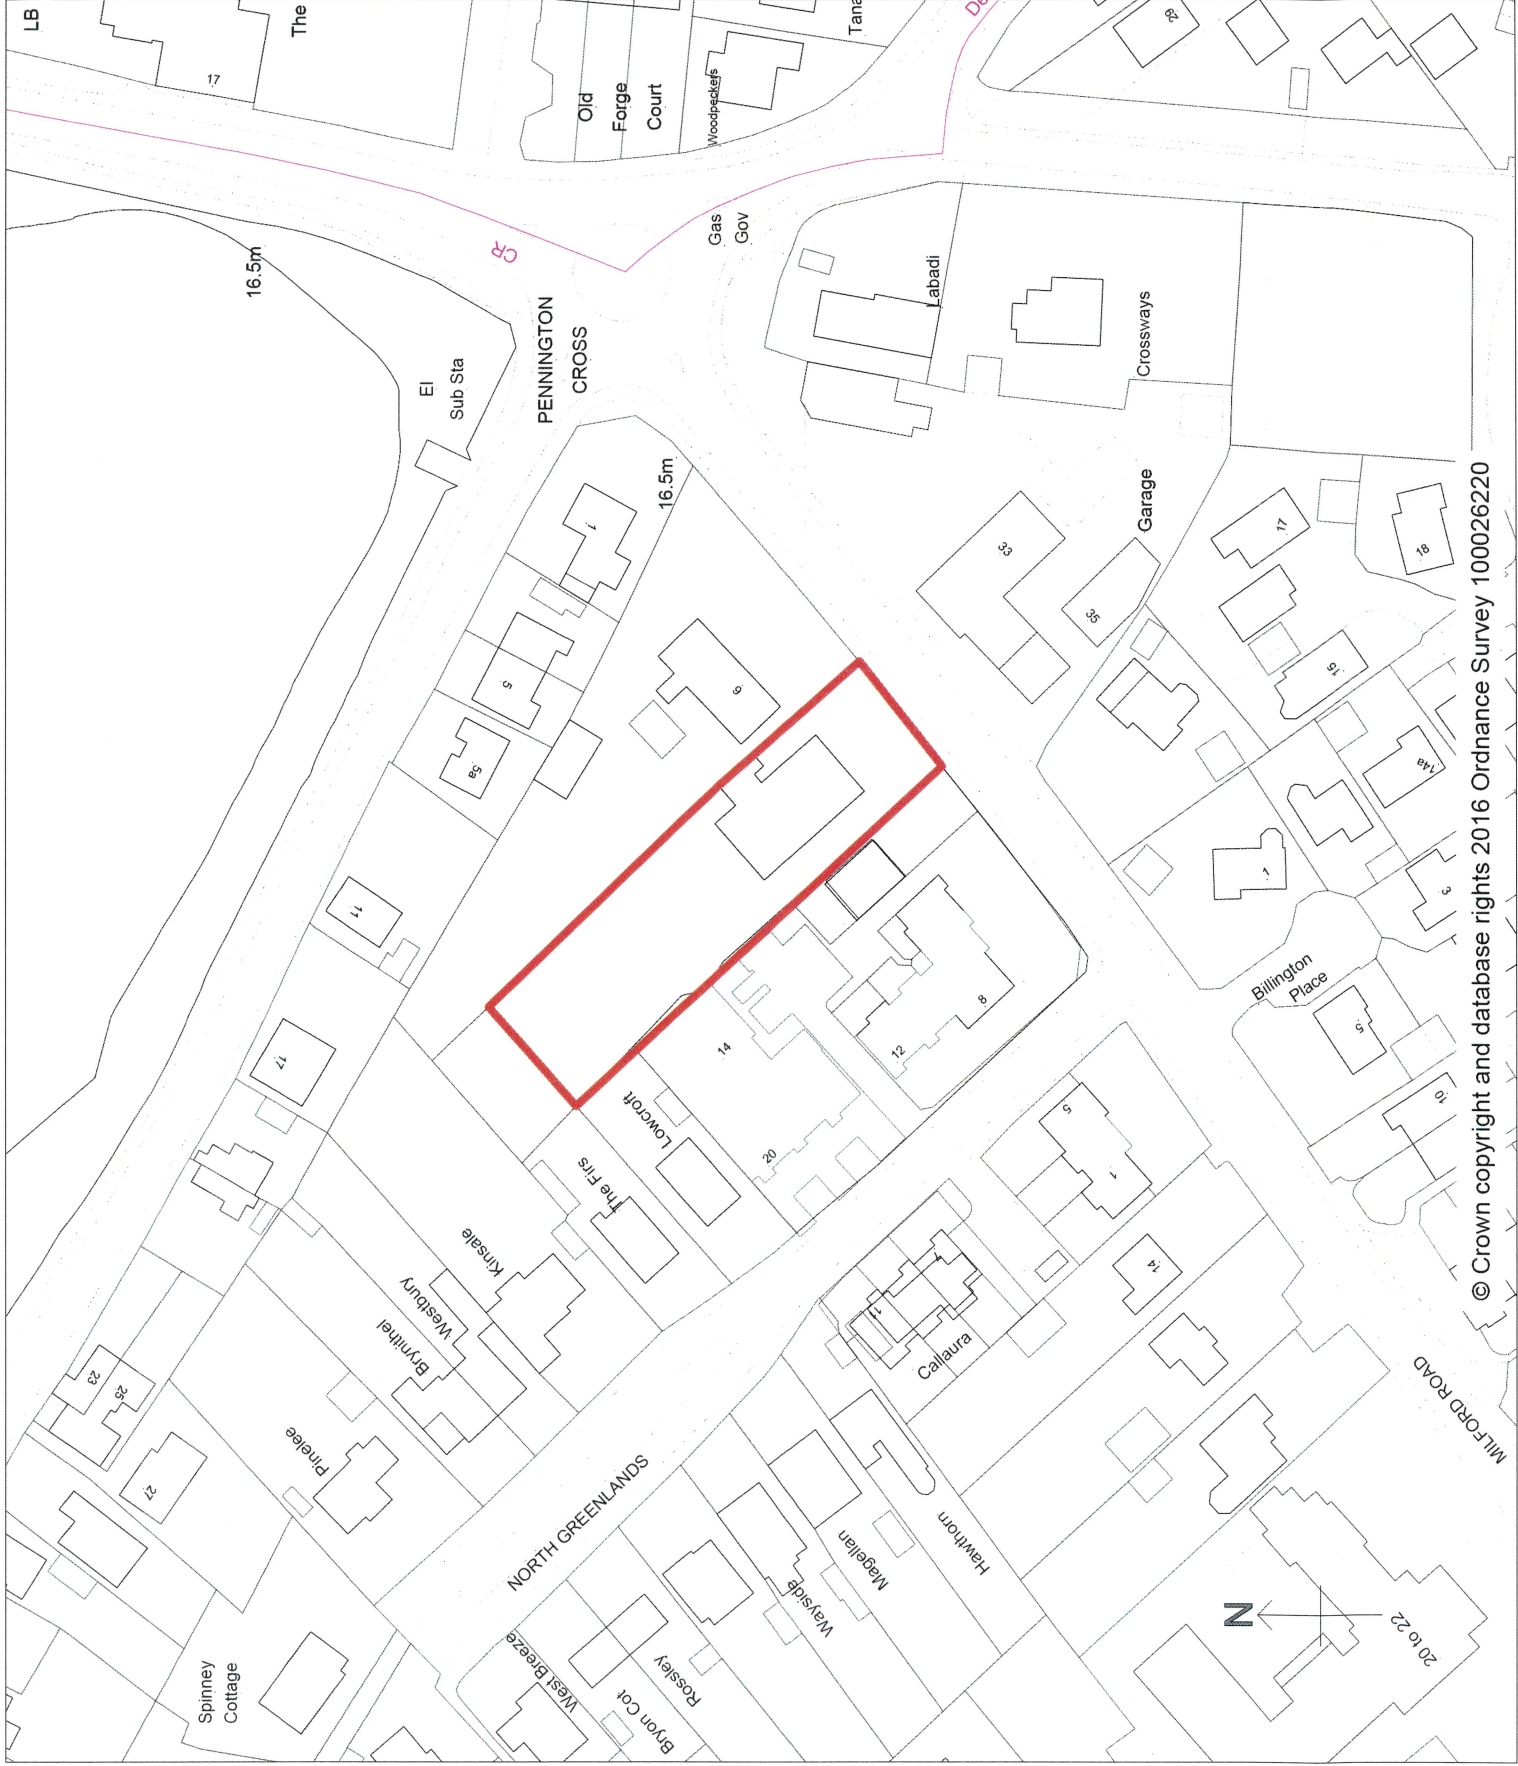 LB
17
The
16.5m
CR
Old
Forge
Court
Woodpeckers
29
Gas
Gov
El
Sub Sta
PENNINGTON
CROSS
Labadi
Crossways
16.5m
1
5
5a
6
33
35
Garage
17
18
15
14a
11
17
1
3
Billington
Place
5
10
14
12
8
20
Lowcroft
The Firs
Kinsale
Westbury
Brynithel
Pinelee
23
25
27
Spinney
Cottage
NORTH GREENLANDS
5
1
14
11
Callaura
Hawthorn
Magellan
Wayside
Rossley
Bryon Cot
West Breeze
MILFORD ROAD
20 to 22
N
© Crown copyright and database rights 2016 Ordnance Survey 100026220